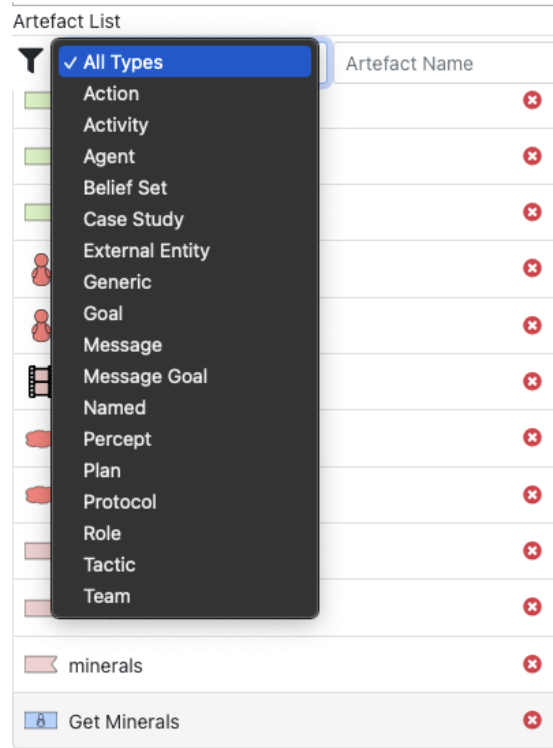 Artefact List
✓ All Types
Artefact Name
Action
Activity
Agent
Belief Set
Case Study
External Entity
Generic
Goal
Message
Message Goal
Named
Percept
Plan
Protocol
Role
Tactic
Team
minerals
Get Minerals